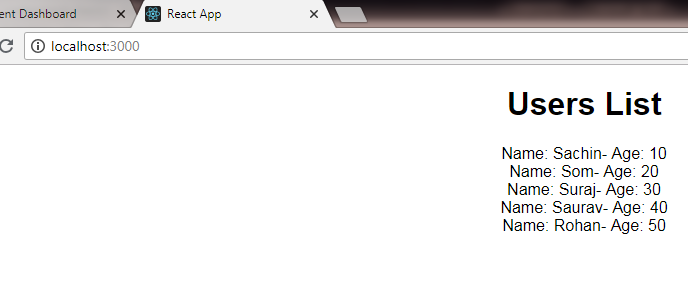 ent Dashboard
React App
localhost:3000
Users List
Name: Sachin- Age: 10
Name: Som- Age: 20
Name: Suraj- Age: 30
Name: Saurav- Age: 40
Name: Rohan- Age: 50